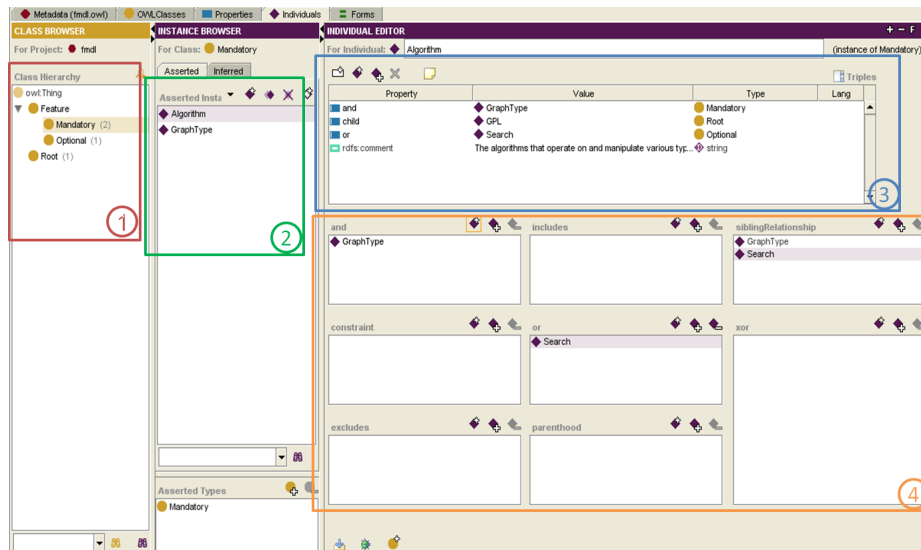 Metadata (fmdl.owl) OWLClasses Properties Individuals Forms
CLASS BROWSER
For Project: fmdl
Class Hierarchy
owl:Thing
Feature
Mandatory (2)
Optional (1)
Root (1)
1
INSTANCE BROWSER
For Class: Mandatory
Asserted Inferred
Asserted Insta
Algorithm
GraphType
2
Asserted Types
Mandatory
INDIVIDUAL EDITOR + − F
For Individual: Algorithm (instance of Mandatory)
Triples
Property Value Type Lang
and GraphType Mandatory
child GPL Root
or Search Optional
rdfs:comment The algorithms that operate on and manipulate various typ... string
3
and includes siblingRelationship
GraphType GraphType
Search
constraint or xor
Search
excludes parenthood
4